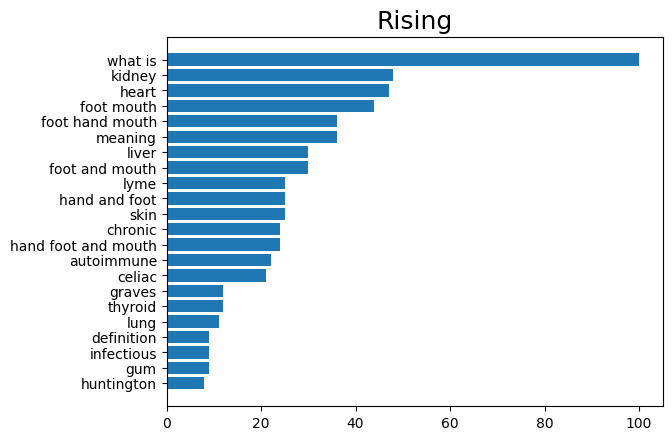 Rising
what is
kidney
heart
foot mouth
foot hand mouth
meaning
liver
foot and mouth
lyme
hand and foot
skin
chronic
hand foot and mouth
autoimmune
celiac
graves
thyroid
lung
definition
infectious
gum
huntington
0 20 40 60 80 100